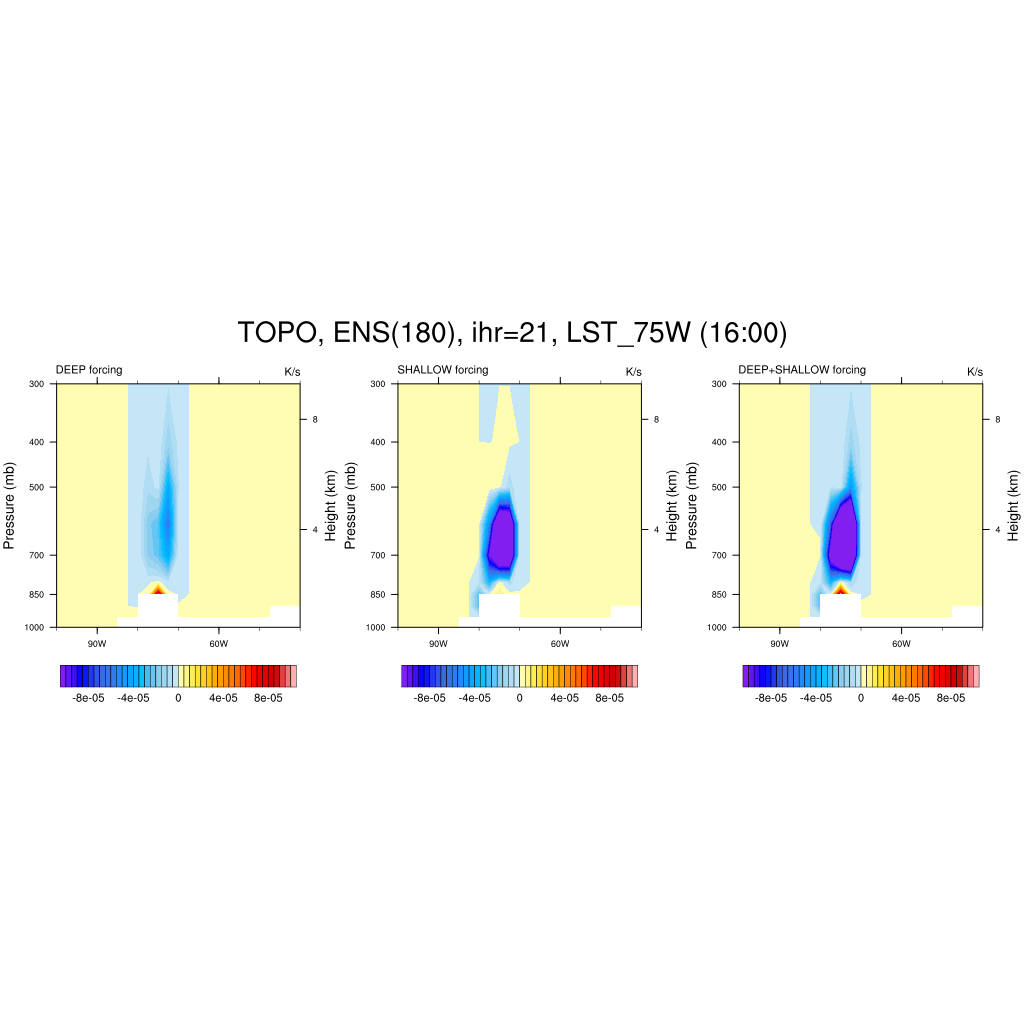 TOPO, ENS(180), ihr=21, LST_75W (16:00)
DEEP forcing K/s
300
400
500
700
850
1000
Pressure (mb)
8
4
Height (km)
90W 60W
-8e-05 -4e-05 0 4e-05 8e-05
SHALLOW forcing K/s
300
400
500
700
850
1000
Pressure (mb)
8
4
Height (km)
90W 60W
-8e-05 -4e-05 0 4e-05 8e-05
DEEP+SHALLOW forcing K/s
300
400
500
700
850
1000
Pressure (mb)
8
4
Height (km)
90W 60W
-8e-05 -4e-05 0 4e-05 8e-05